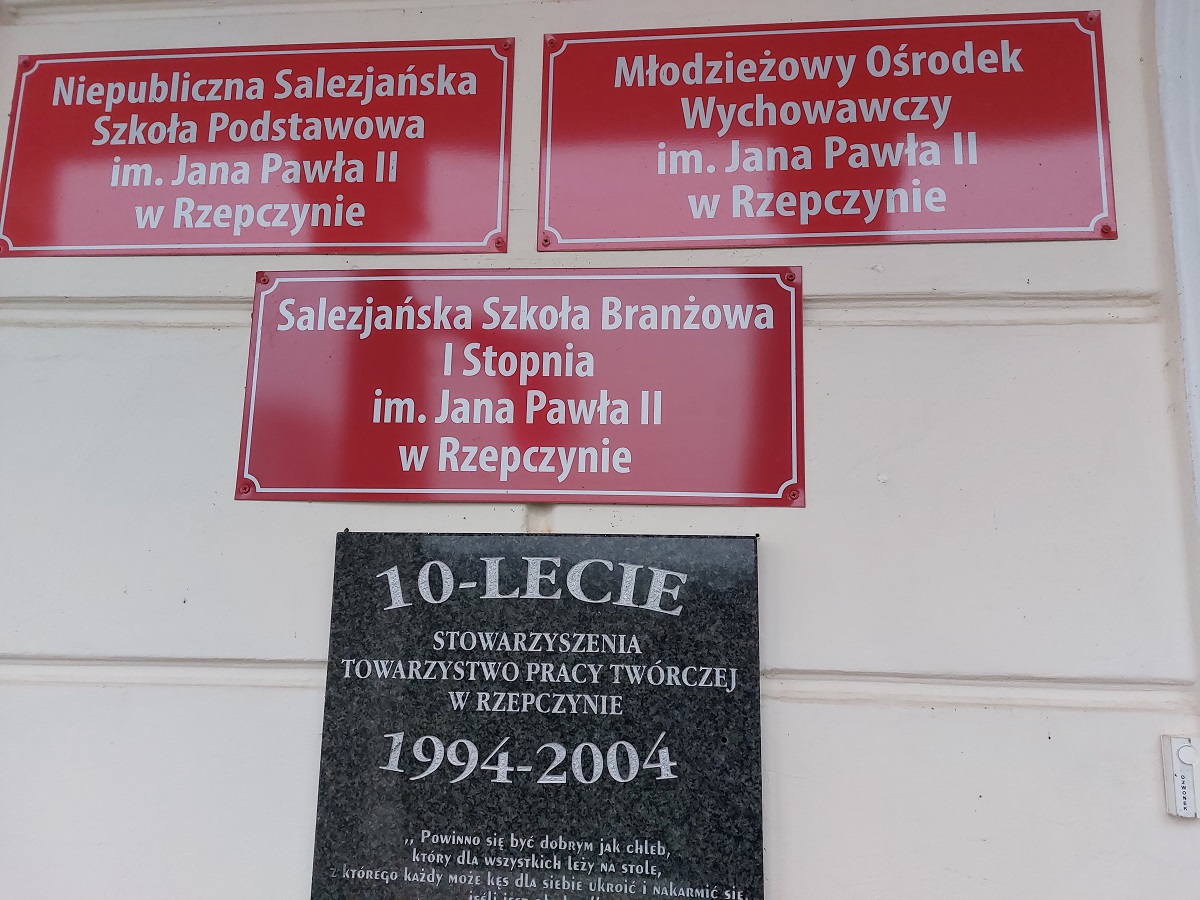 Niepubliczna Salezjańska
Szkoła Podstawowa
im. Jana Pawła II
w Rzepczynie
Młodzieżowy Ośrodek
Wychowawczy
im. Jana Pawła II
w Rzepczynie
Salezjańska Szkoła Branżowa
I Stopnia
im. Jana Pawła II
w Rzepczynie
10-LECIE
STOWARZYSZENIA
TOWARZYSTWO PRACY TWÓRCZEJ
W RZEPCZYNIE
1994-2004
,, Powinno się być dobrym jak chleb,
który dla wszystkich leży na stole,
z którego każdy może kęs dla siebie ukroić i nakarmić się,
DZWONEK